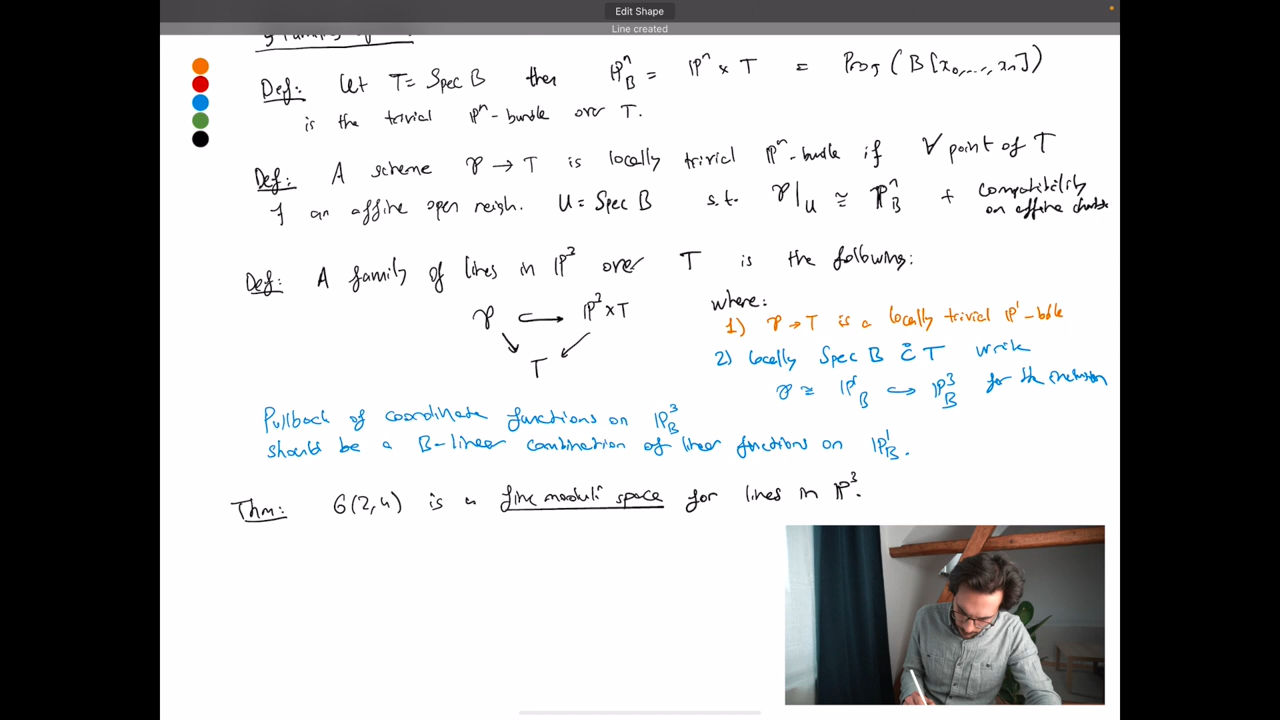 Edit Shape
Line created
Def: Let T = Spec B then ℙⁿ_B = ℙⁿ × T = Proj (B[x₀,...,xₙ])
is the trivial ℙⁿ-bundle over T.
Def: A scheme 𝒫 → T is locally trivial ℙⁿ-bundle if ∀ point of T
∃ an affine open neigh. U = Spec B s.t. 𝒫|_U ≅ ℙⁿ_B + compatibility
on affine
Def: A family of lines in ℙ³ over T is the following:
𝒫 ↪ ℙ³ × T
T
where:
1) 𝒫 → T is a locally trivial ℙ¹-bdle
2) locally Spec B ⊂ T write
𝒫 ≅ ℙ¹_B ↪ ℙ³_B for the inclusion
Pullback of coordinate functions on ℙ³_B
should be a B-linear combination of linear functions on ℙ¹_B.
Thm: G(2,4) is a fine moduli space for lines in ℙ³.